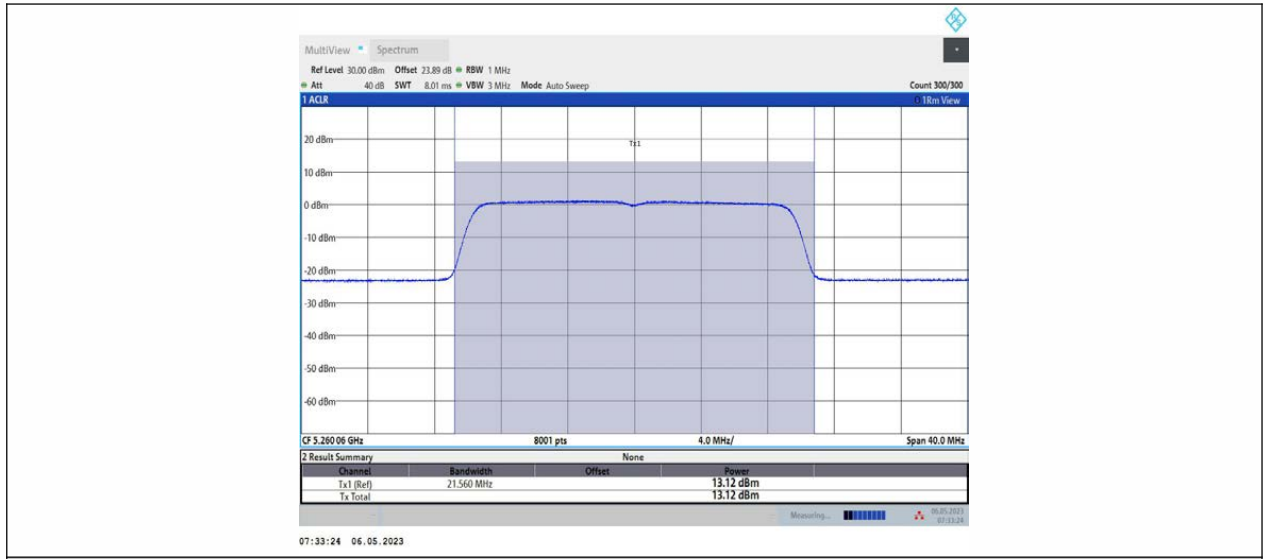 MultiView Spectrum
Ref Level 30.00 dBm Offset 23.89 dB RBW 1 MHz
Att 40 dB SWT 8.01 ms VBW 3 MHz Mode Auto Sweep Count 300/300
1 ACLR 1Rm View
Tx1
20 dBm
10 dBm
0 dBm
-10 dBm
-20 dBm
-30 dBm
-40 dBm
-50 dBm
-60 dBm
CF 5.260 06 GHz 8001 pts 4.0 MHz/ Span 40.0 MHz
2 Result Summary None
Channel Bandwidth Offset Power
Tx1 (Ref) 21.560 MHz 13.12 dBm
Tx Total 13.12 dBm
Measuring... 06.05.2023
07:33:24
07:33:24 06.05.2023